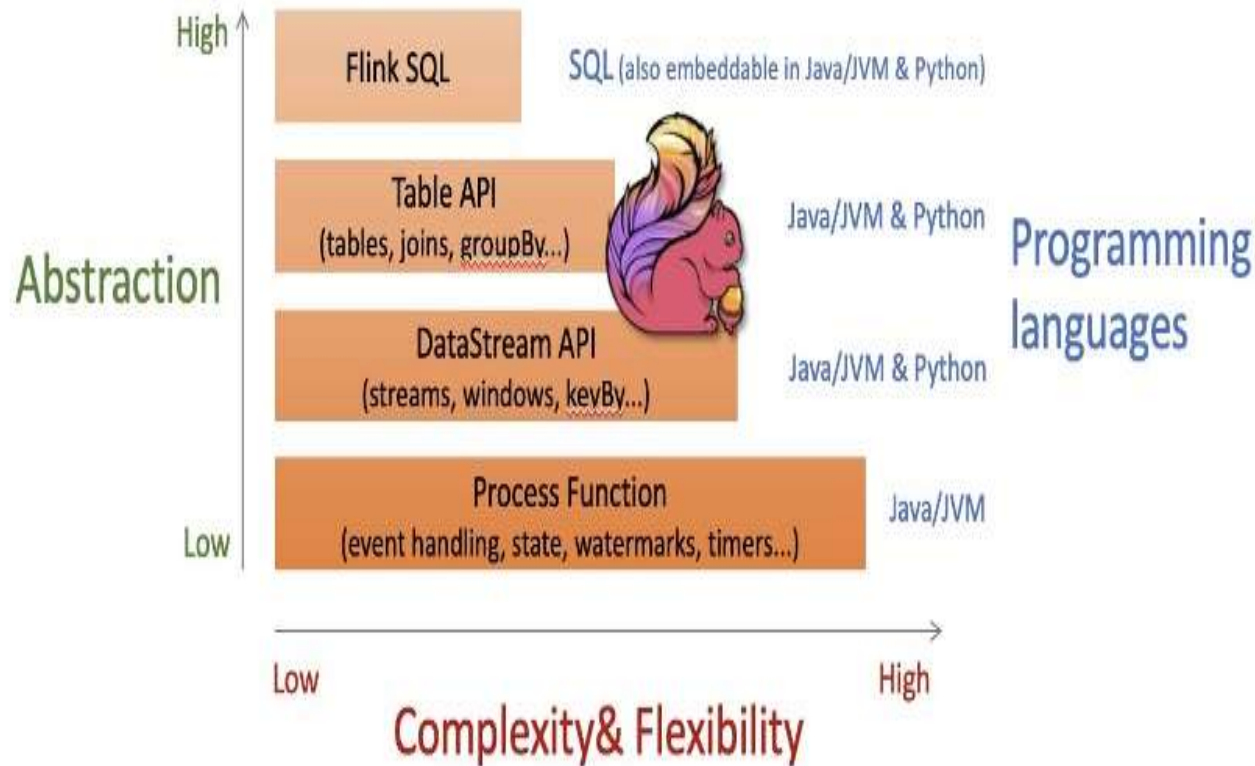 High
Flink SQL
SQL (also embeddable in Java/JVM & Python)
Table API
(tables, joins, groupBy...)
Java/JVM & Python
Abstraction
Programming
languages
DataStream API
(streams, windows, keyBy...)
Java/JVM & Python
Process Function
(event handling, state, watermarks, timers...)
Java/JVM
Low
Low
High
Complexity& Flexibility